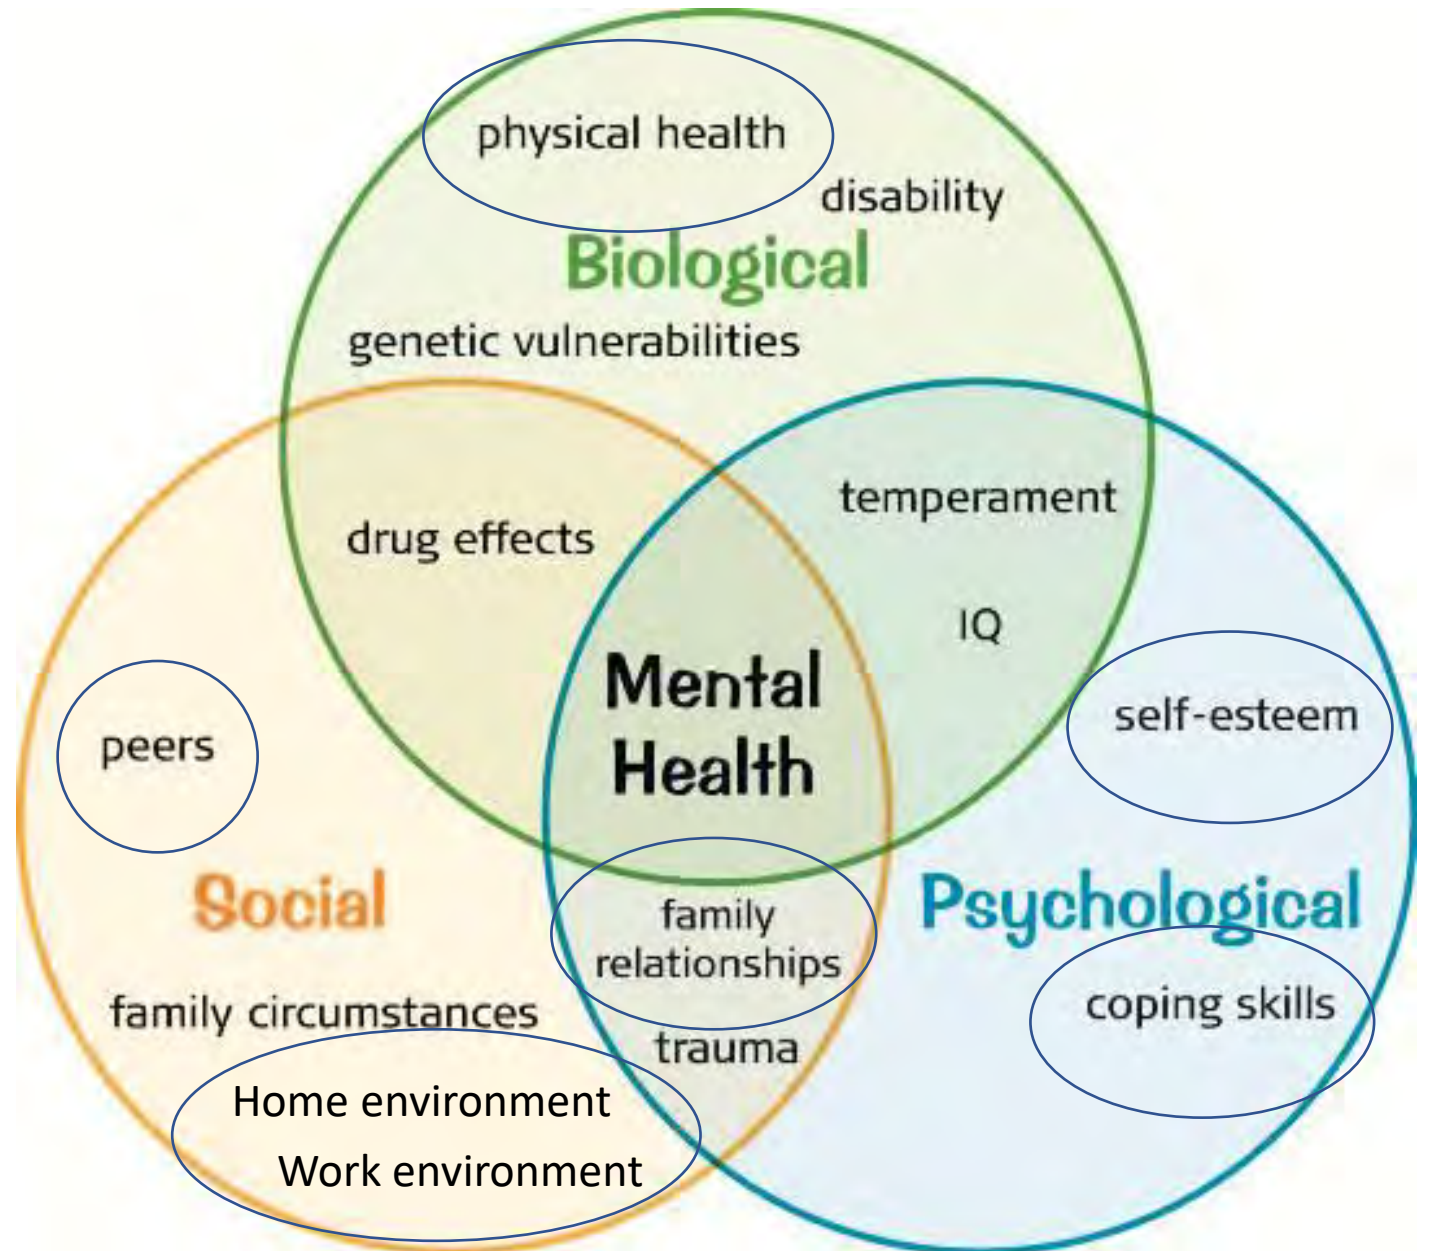 physical health
disability
Biological
genetic vulnerabilities
temperament
drug effects
IQ
Mental
Health
self-esteem
peers
Social
Psychological
family
relationships
coping skills
family circumstances
trauma
Home environment
Work environment